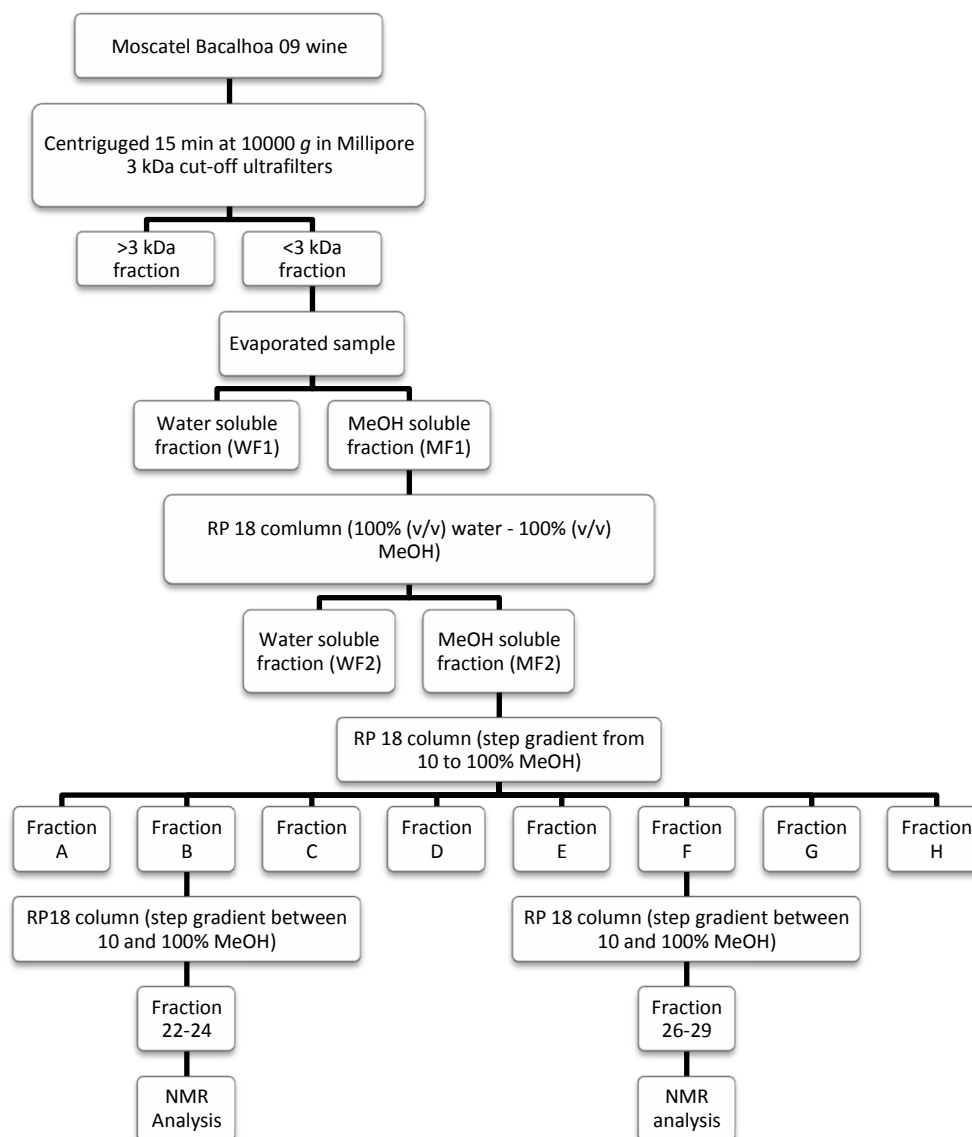 Moscatel Bacalhoa 09 wine
Centriguged 15 min at 10000 g in Millipore
3 kDa cut-off ultrafilters
>3 kDa
fraction
<3 kDa
fraction
Evaporated sample
Water soluble
fraction (WF1)
MeOH soluble
fraction (MF1)
RP 18 comlumn (100% (v/v) water - 100% (v/v)
MeOH)
Water soluble
fraction (WF2)
MeOH soluble
fraction (MF2)
RP 18 column (step gradient from
10 to 100% MeOH)
Fraction
A
Fraction
B
Fraction
C
Fraction
D
Fraction
E
Fraction
F
Fraction
G
Fraction
H
RP18 column (step gradient between
10 and 100% MeOH)
RP 18 column (step gradient between
10 and 100% MeOH)
Fraction
22-24
Fraction
26-29
NMR
Analysis
NMR
analysis